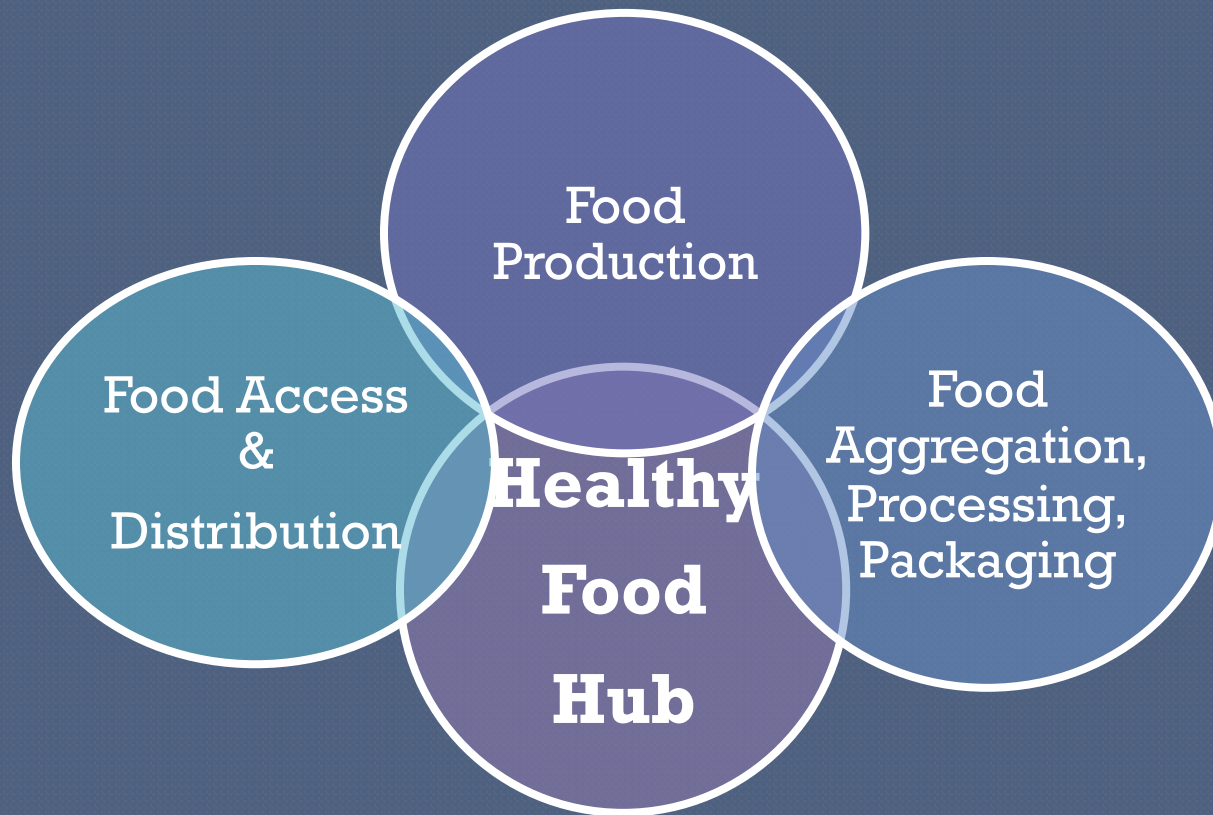 Food
Production
Food Access
&
Distribution
Food
Aggregation,
Processing,
Packaging
Healthy
Food
Hub